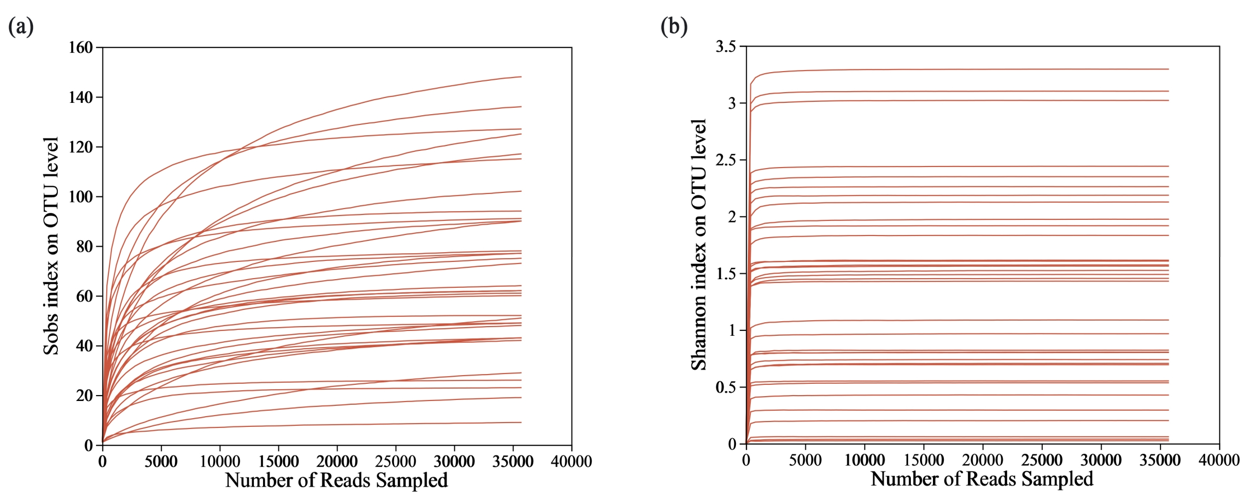 (a)
160
140
120
100
80
60
40
20
0
Sobs index on OTU level
0 5000 10000 15000 20000 25000 30000 35000 40000
Number of Reads Sampled
(b)
3.5
3
2.5
2
1.5
1
0.5
0
Shannon index on OTU level
0 5000 10000 15000 20000 25000 30000 35000 40000
Number of Reads Sampled